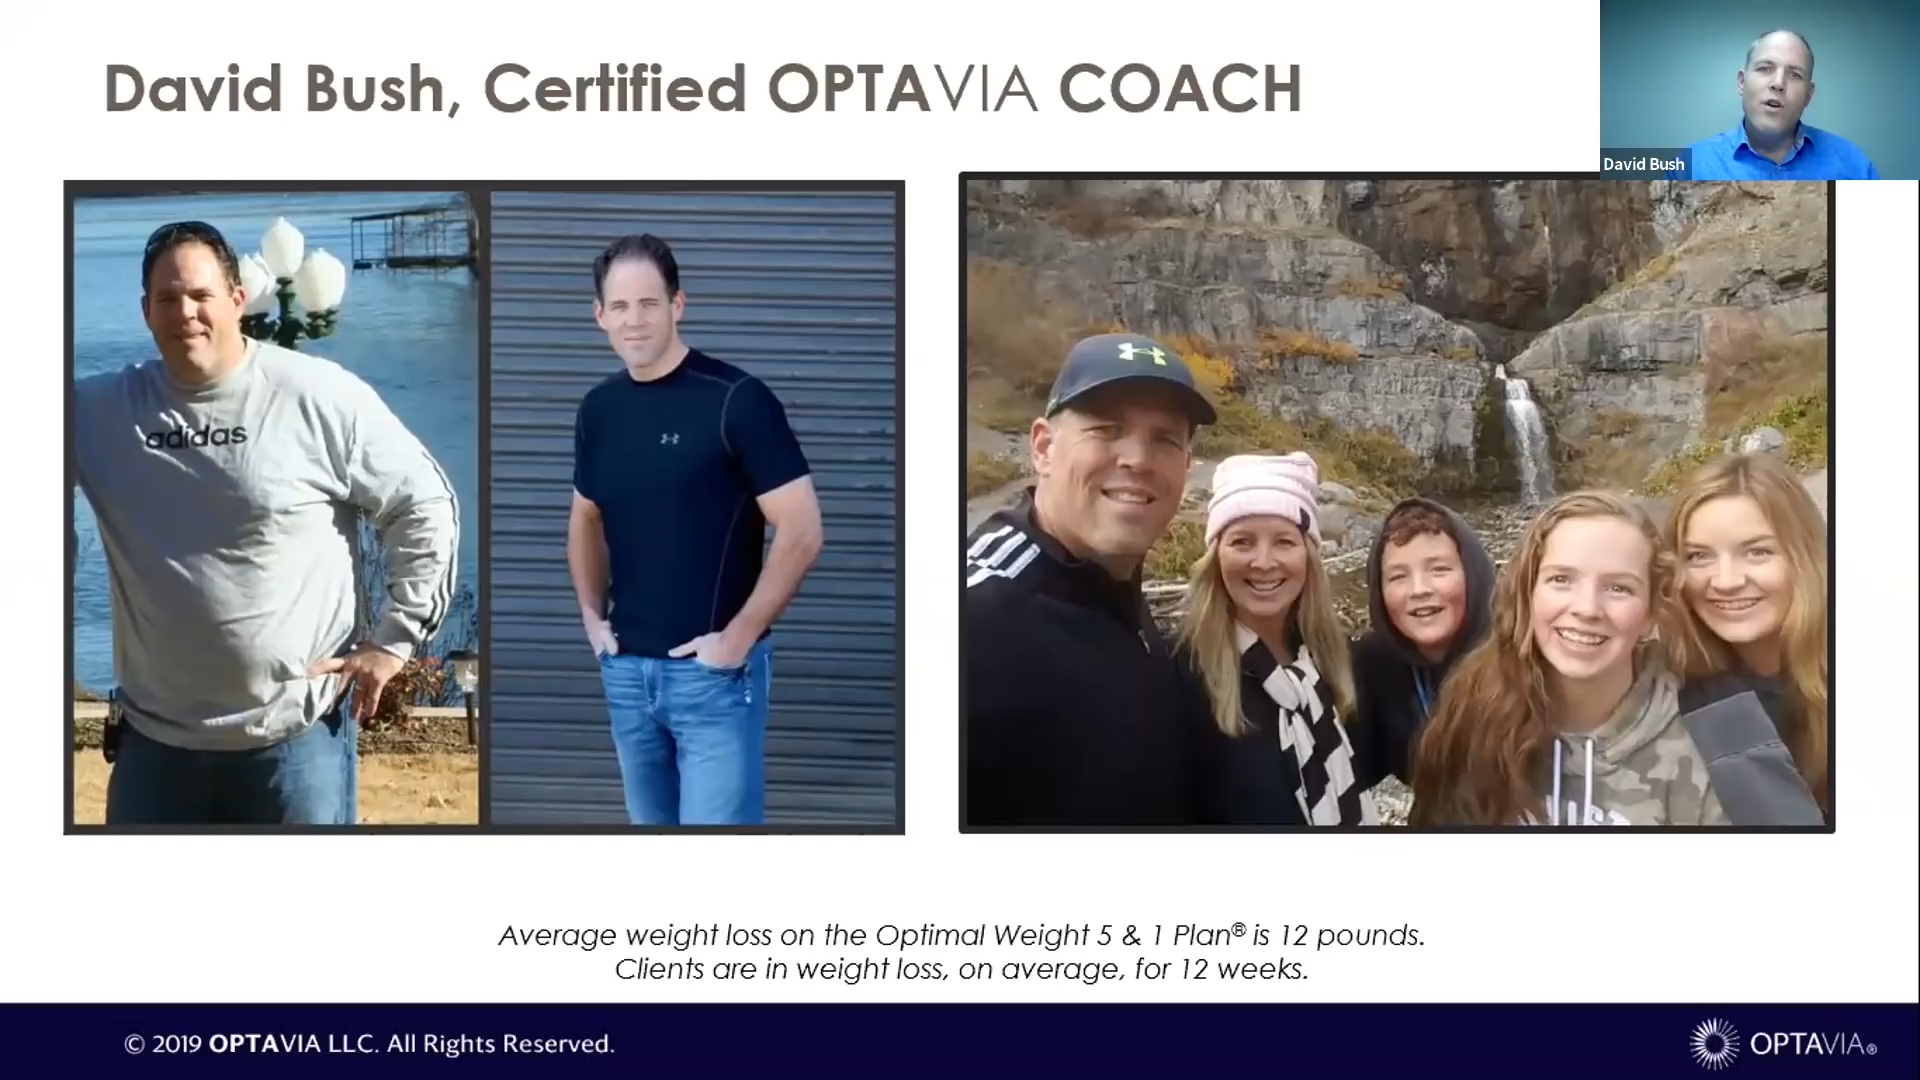 David Bush, Certified OPTAVIA COACH
David Bush
adidas
Average weight loss on the Optimal Weight 5 & 1 Plan® is 12 pounds.
Clients are in weight loss, on average, for 12 weeks.
© 2019 OPTAVIA LLC. All Rights Reserved.
OPTAVIA®